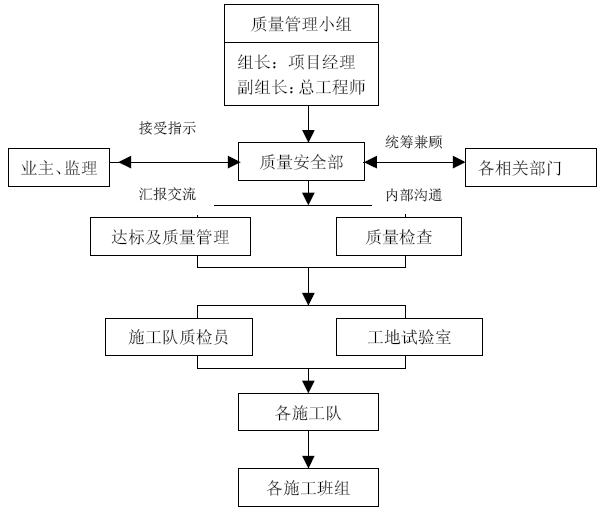 质量管理小组
组长：项目经理
副组长：总工程师
接受指示
统筹兼顾
业主、监理
质量安全部
各相关部门
汇报交流
内部沟通
达标及质量管理
质量检查
施工队质检员
工地试验室
各施工队
各施工班组